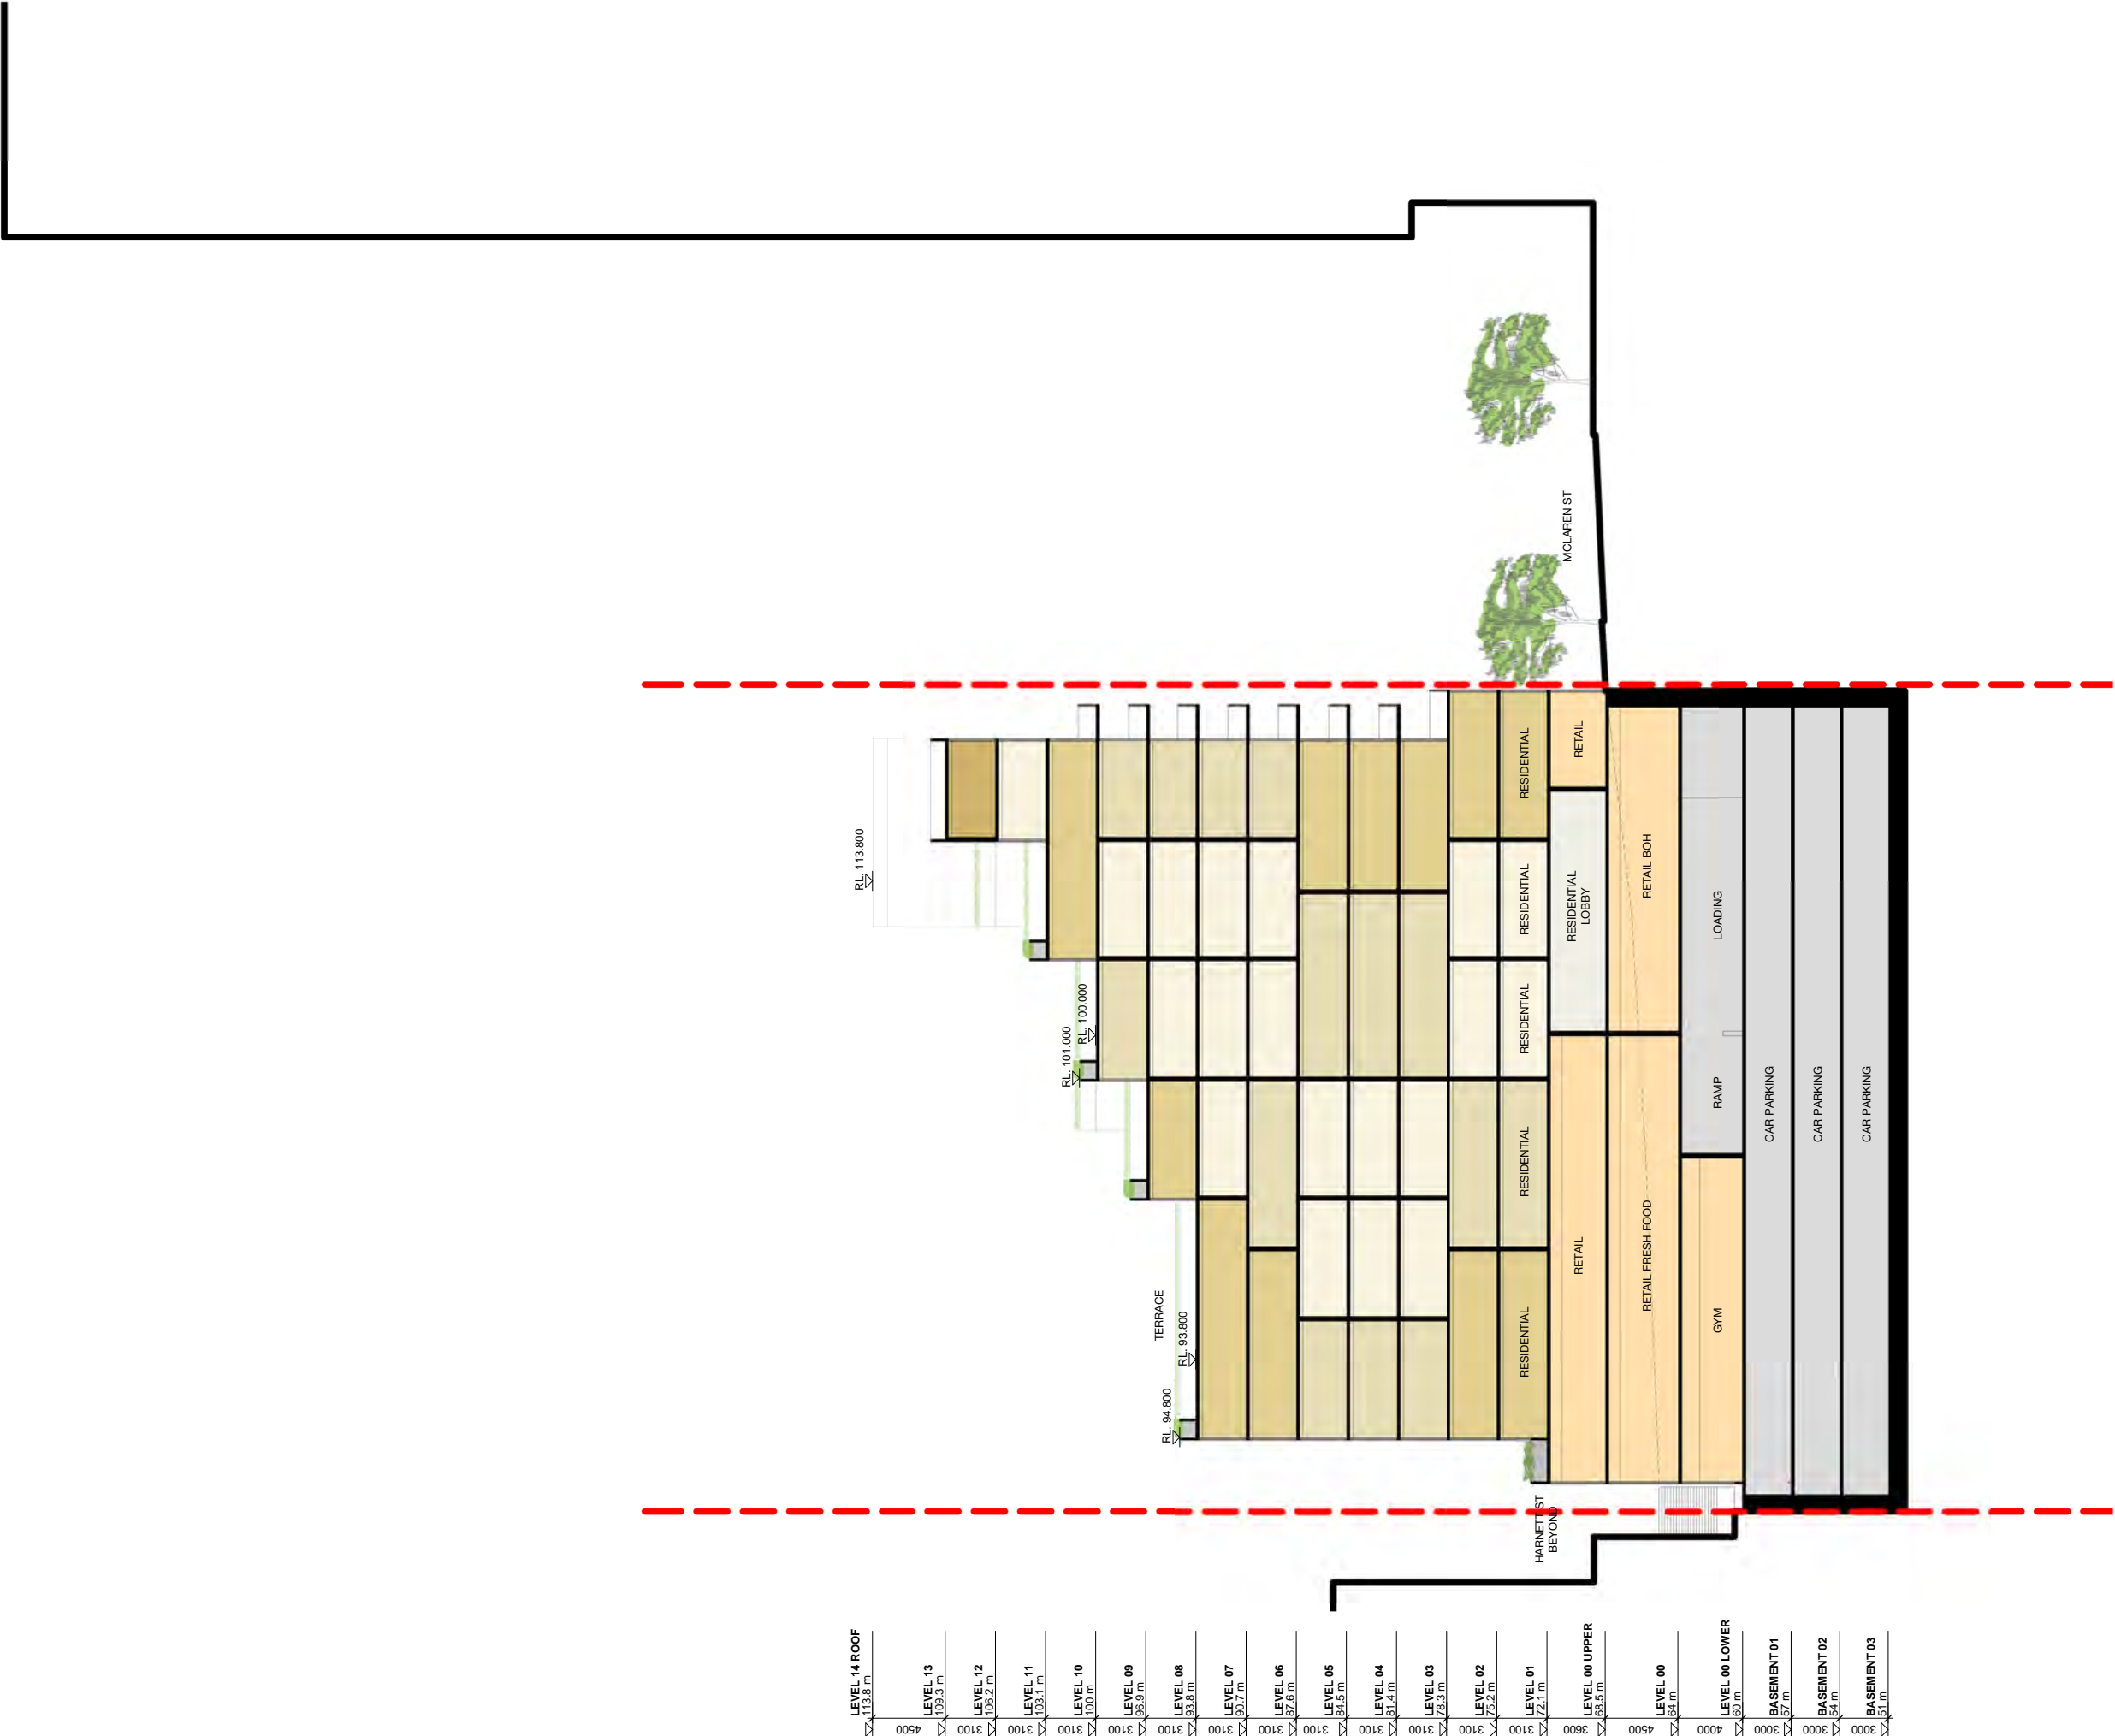 RL. 113.800
RL. 101.000
RL. 100.000
TERRACE
RL. 93.800
RL. 94.800
MCLAREN ST
HARNETT ST
BEYOND
RESIDENTIAL
RESIDENTIAL
RESIDENTIAL
RESIDENTIAL
RESIDENTIAL
RETAIL
RESIDENTIAL
LOBBY
RETAIL
RETAIL BOH
RETAIL FRESH FOOD
LOADING
RAMP
GYM
CAR PARKING
CAR PARKING
CAR PARKING
LEVEL 14 ROOF
113.8 m
4500
LEVEL 13
109.3 m
3100
LEVEL 12
106.2 m
3100
LEVEL 11
103.1 m
3100
LEVEL 10
100 m
3100
LEVEL 09
96.9 m
3100
LEVEL 08
93.8 m
3100
LEVEL 07
90.7 m
3100
LEVEL 06
87.6 m
3100
LEVEL 05
84.5 m
3100
LEVEL 04
81.4 m
3100
LEVEL 03
78.3 m
3100
LEVEL 02
75.2 m
3100
LEVEL 01
72.1 m
3600
LEVEL 00 UPPER
68.5 m
4500
LEVEL 00
64 m
4000
LEVEL 00 LOWER
60 m
3000
BASEMENT 01
57 m
3000
BASEMENT 02
54 m
3000
BASEMENT 03
51 m